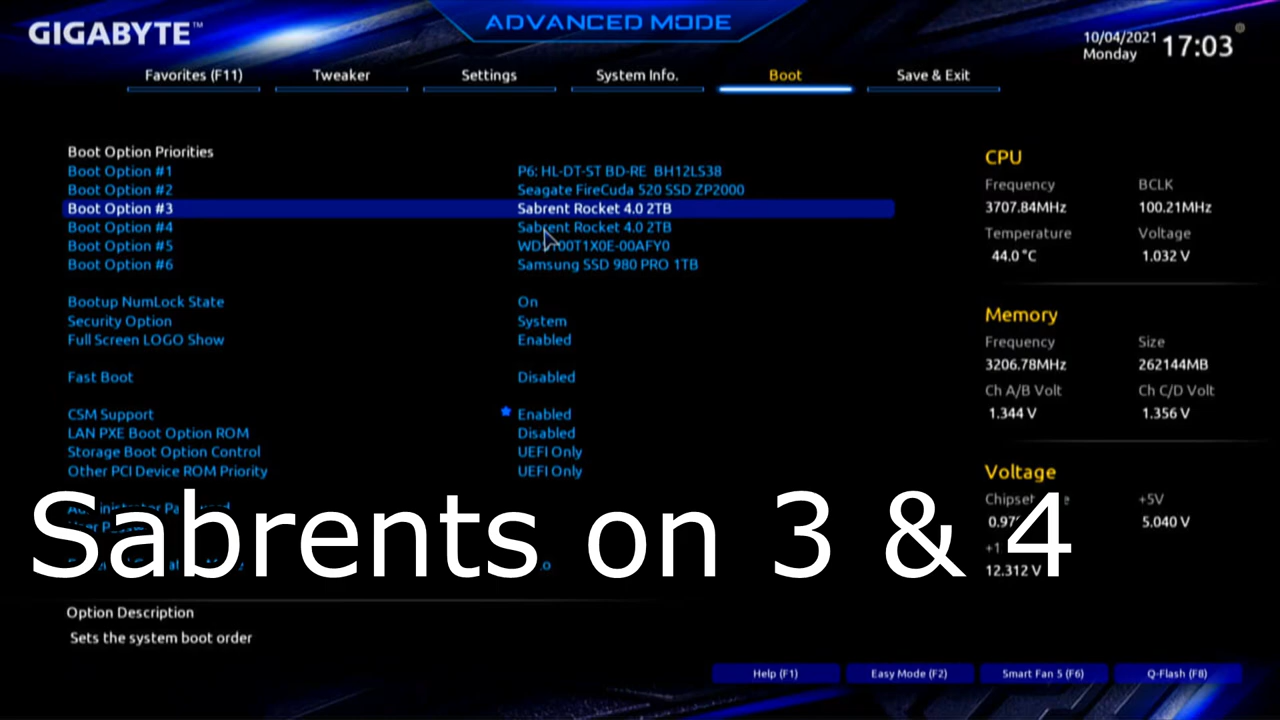 GIGABYTE™
ADVANCED MODE
10/04/2021
Monday
17:03
Favorites (F11) Tweaker Settings System Info. Boot Save & Exit
Boot Option Priorities
Boot Option #1 P6: HL-DT-ST BD-RE BH12LS38
Boot Option #2 Seagate FireCuda 520 SSD ZP2000
Boot Option #3 Sabrent Rocket 4.0 2TB
Boot Option #4 Sabrent Rocket 4.0 2TB
Boot Option #5 00T1X0E-00AFY0
Boot Option #6 Samsung SSD 980 PRO 1TB
Bootup NumLock State On
Security Option System
Full Screen LOGO Show Enabled
Fast Boot Disabled
CSM Support Enabled
LAN PXE Boot Option ROM Disabled
Storage Boot Option Control UEFI Only
Other PCI Device ROM Priority UEFI Only
Sabrents on 3 & 4
CPU
Frequency BCLK
3707.84MHz 100.21MHz
Temperature Voltage
44.0 °C 1.032 V
Memory
Frequency Size
3206.78MHz 262144MB
Ch A/B Volt Ch C/D Volt
1.344 V 1.356 V
Voltage
+5V
5.040 V
12.312 V
Option Description
Sets the system boot order
Help (F1) Easy Mode (F2) Smart Fan 5 (F6) Q-Flash (F8)